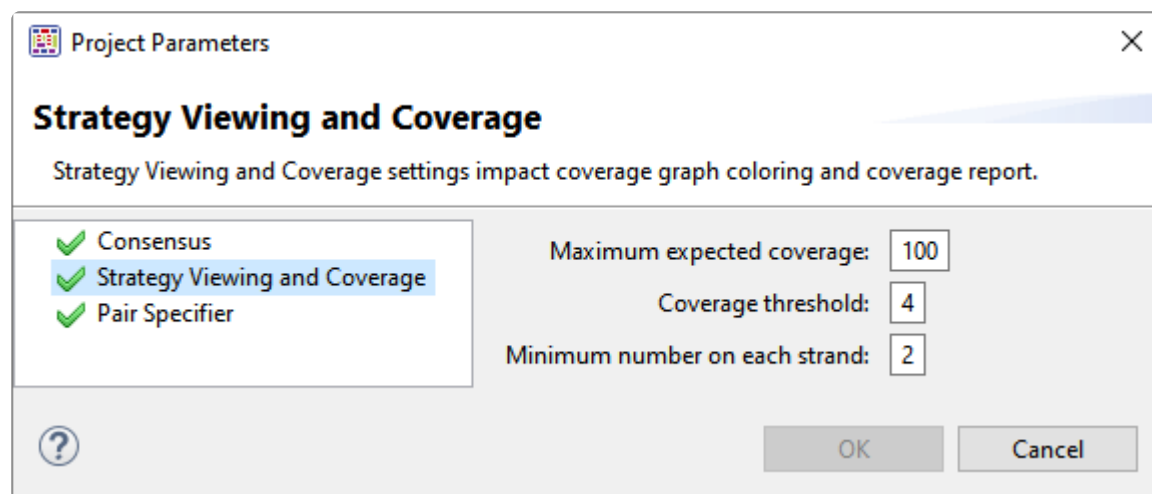 Project Parameters
Strategy Viewing and Coverage
Strategy Viewing and Coverage settings impact coverage graph coloring and coverage report.
Consensus
Strategy Viewing and Coverage
Pair Specifier
Maximum expected coverage: 100
Coverage threshold: 4
Minimum number on each strand: 2
?
OK
Cancel